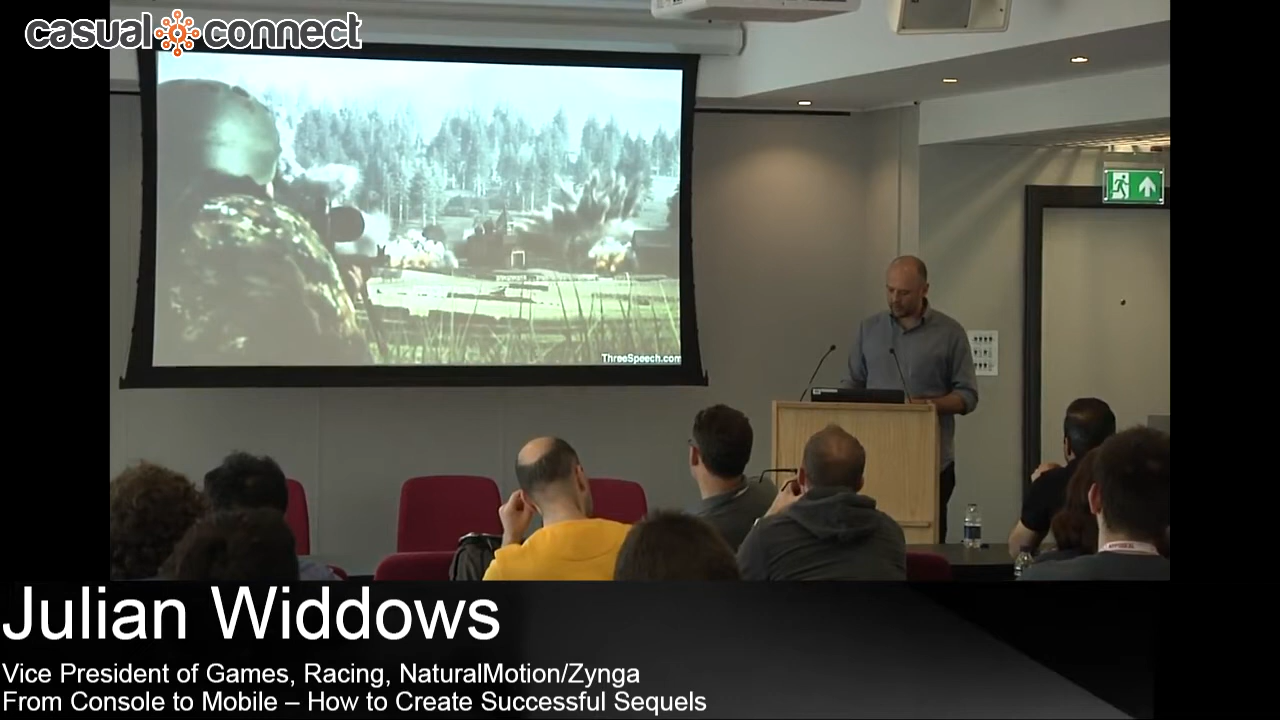 casual connect
ThreeSpeech.com
Julian Widdows
Vice President of Games, Racing, NaturalMotion/Zynga
From Console to Mobile – How to Create Successful Sequels